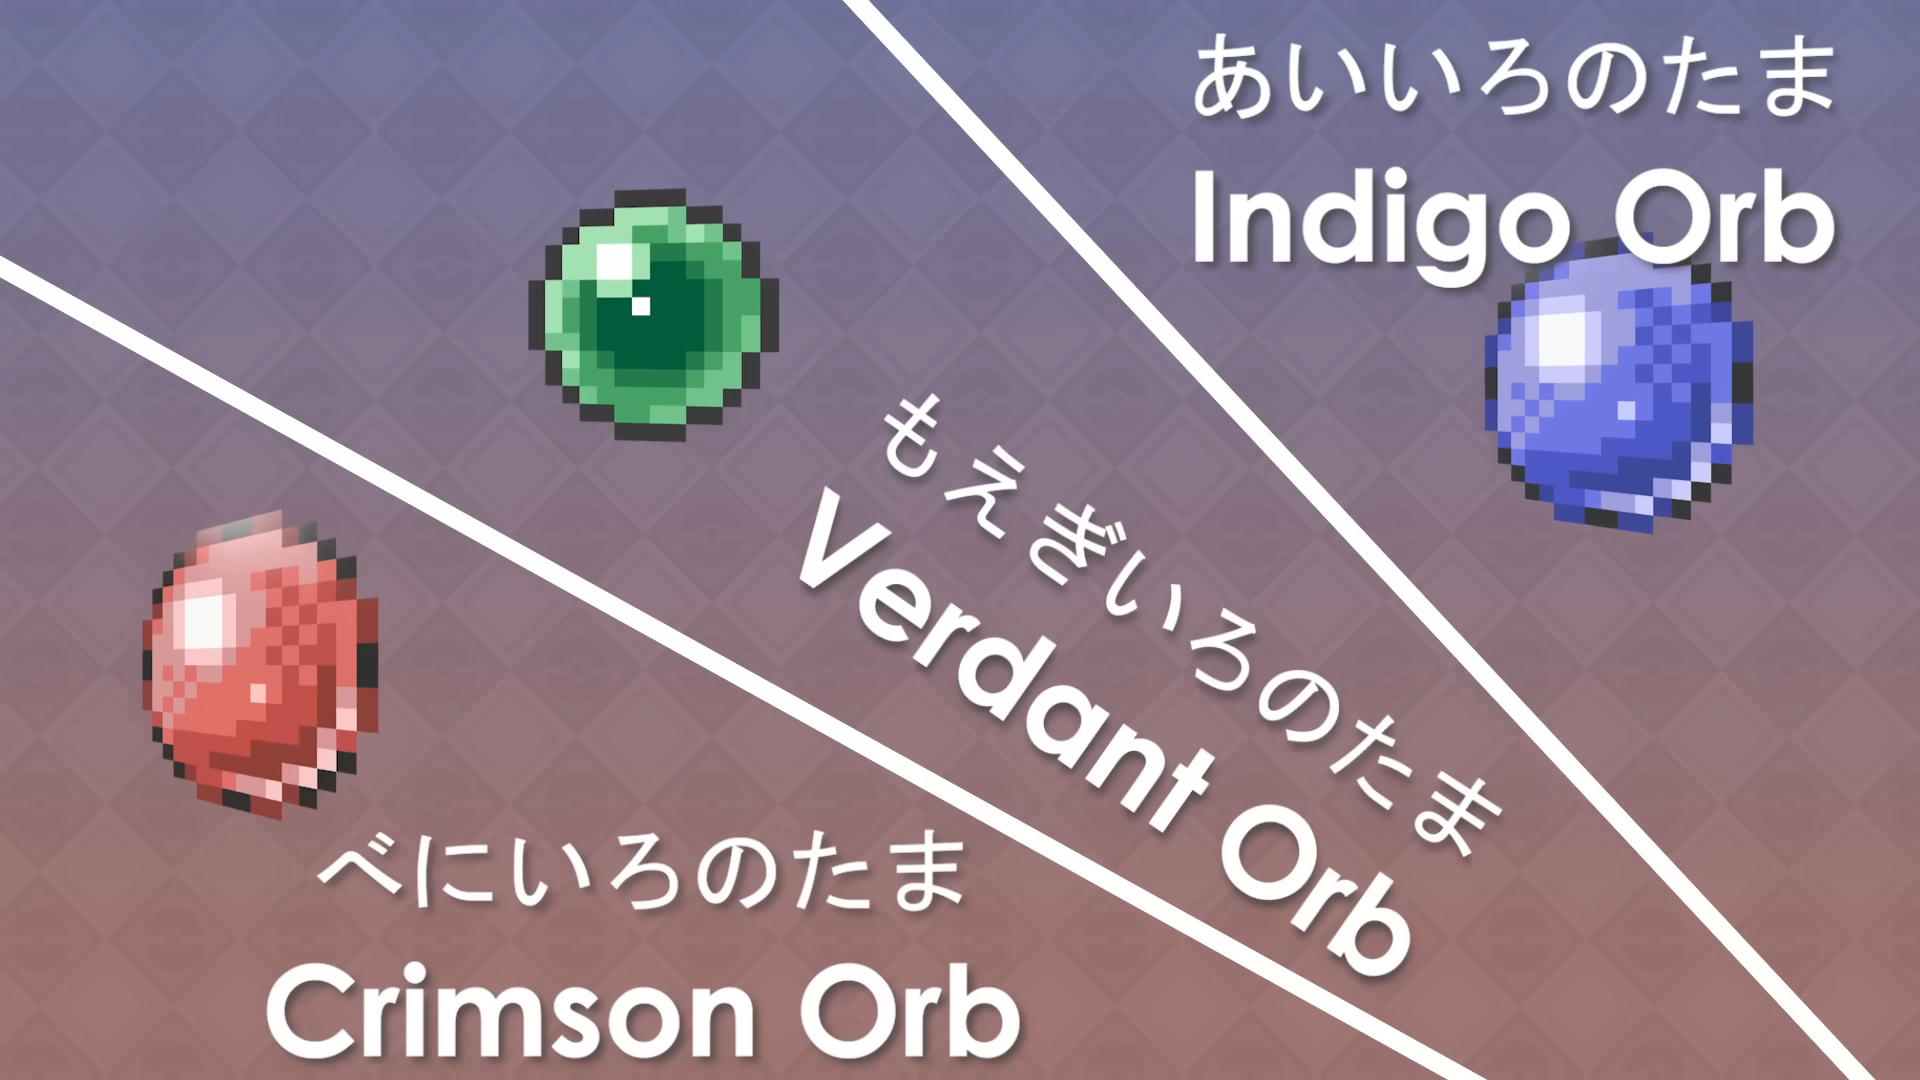 あいいろのたま
Indigo Orb
もえぎいろのたま
Verdant Orb
べにいろのたま
Crimson Orb